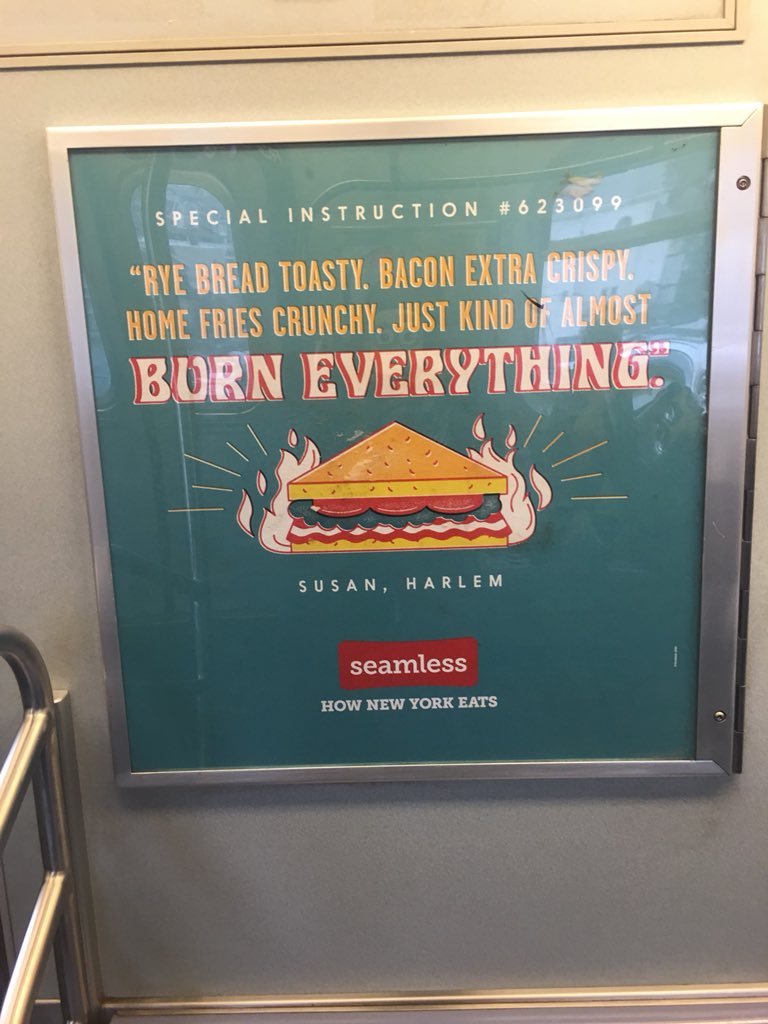 SPECIAL INSTRUCTION #623099
"RYE BREAD TOASTY. BACON EXTRA CRISPY.
HOME FRIES CRUNCHY. JUST KIND OF ALMOST
BURN EVERYTHING."
SUSAN, HARLEM
seamless
HOW NEW YORK EATS